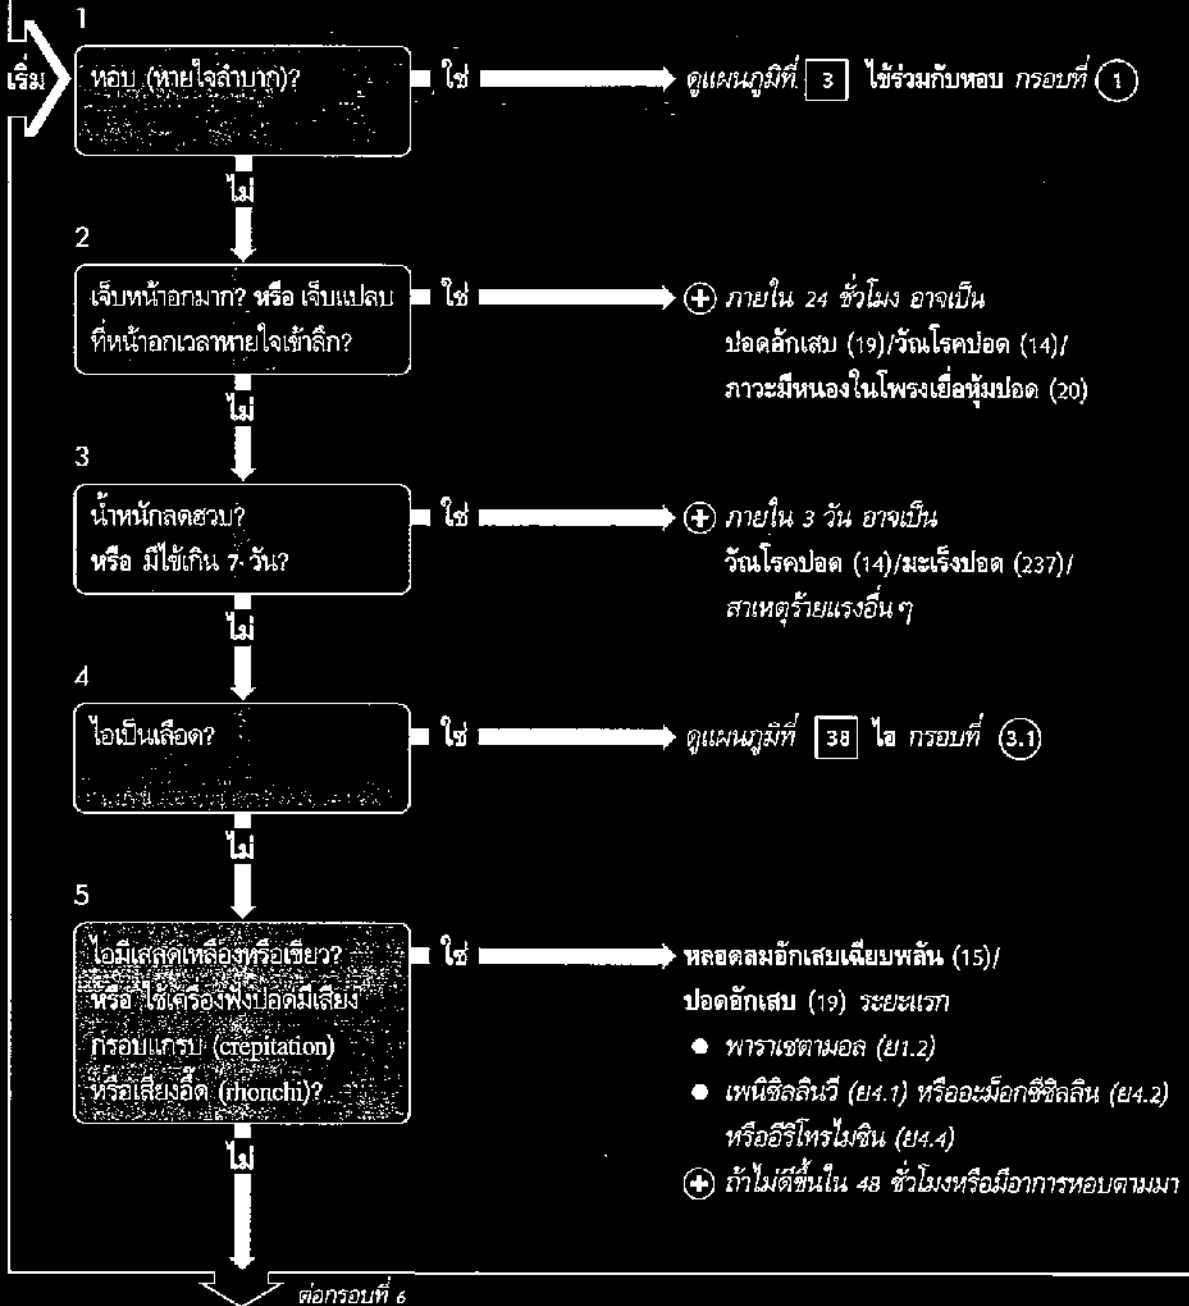 เริ่ม
1
หอบ (หายใจลำบาก)?
ใช่
ดูแผนภูมิที่ 3 ไข้ร่วมกับหอบ กรอบที่ 1
ไม่
2
เจ็บหน้าอกมาก? หรือ เจ็บแปลบ
ที่หน้าอกเวลาหายใจเข้าลึก?
ใช่
+ ภายใน 24 ชั่วโมง อาจเป็น
ปอดอักเสบ (19)/วัณโรคปอด (14)/
ภาวะมีหนองในโพรงเยื่อหุ้มปอด (20)
ไม่
3
น้ำหนักลดฮวบ?
หรือ มีไข้เกิน 7 วัน?
ใช่
+ ภายใน 3 วัน อาจเป็น
วัณโรคปอด (14)/มะเร็งปอด (237)/
สาเหตุร้ายแรงอื่น ๆ
ไม่
4
ไอเป็นเลือด?
ใช่
ดูแผนภูมิที่ 38 ไอ กรอบที่ 3.1
ไม่
5
ไอมีเสลดเหลืองหรือเขียว?
หรือ ใช้เครื่องฟังปอดมีเสียง
กรอบแกรบ (crepitation)
หรือเสียงอี๊ด (rhonchi)?
ใช่
หลอดลมอักเสบเฉียบพลัน (15)/
ปอดอักเสบ (19) ระยะแรก
● พาราเซตามอล (ย1.2)
● เพนิซิลลินวี (ย4.1) หรืออะม็อกซีซิลลิน (ย4.2)
หรืออีริโทรไมซิน (ย4.4)
+ ถ้าไม่ดีขึ้นใน 48 ชั่วโมงหรือมีอาการหอบตามมา
ไม่
ต่อกรอบที่ 6